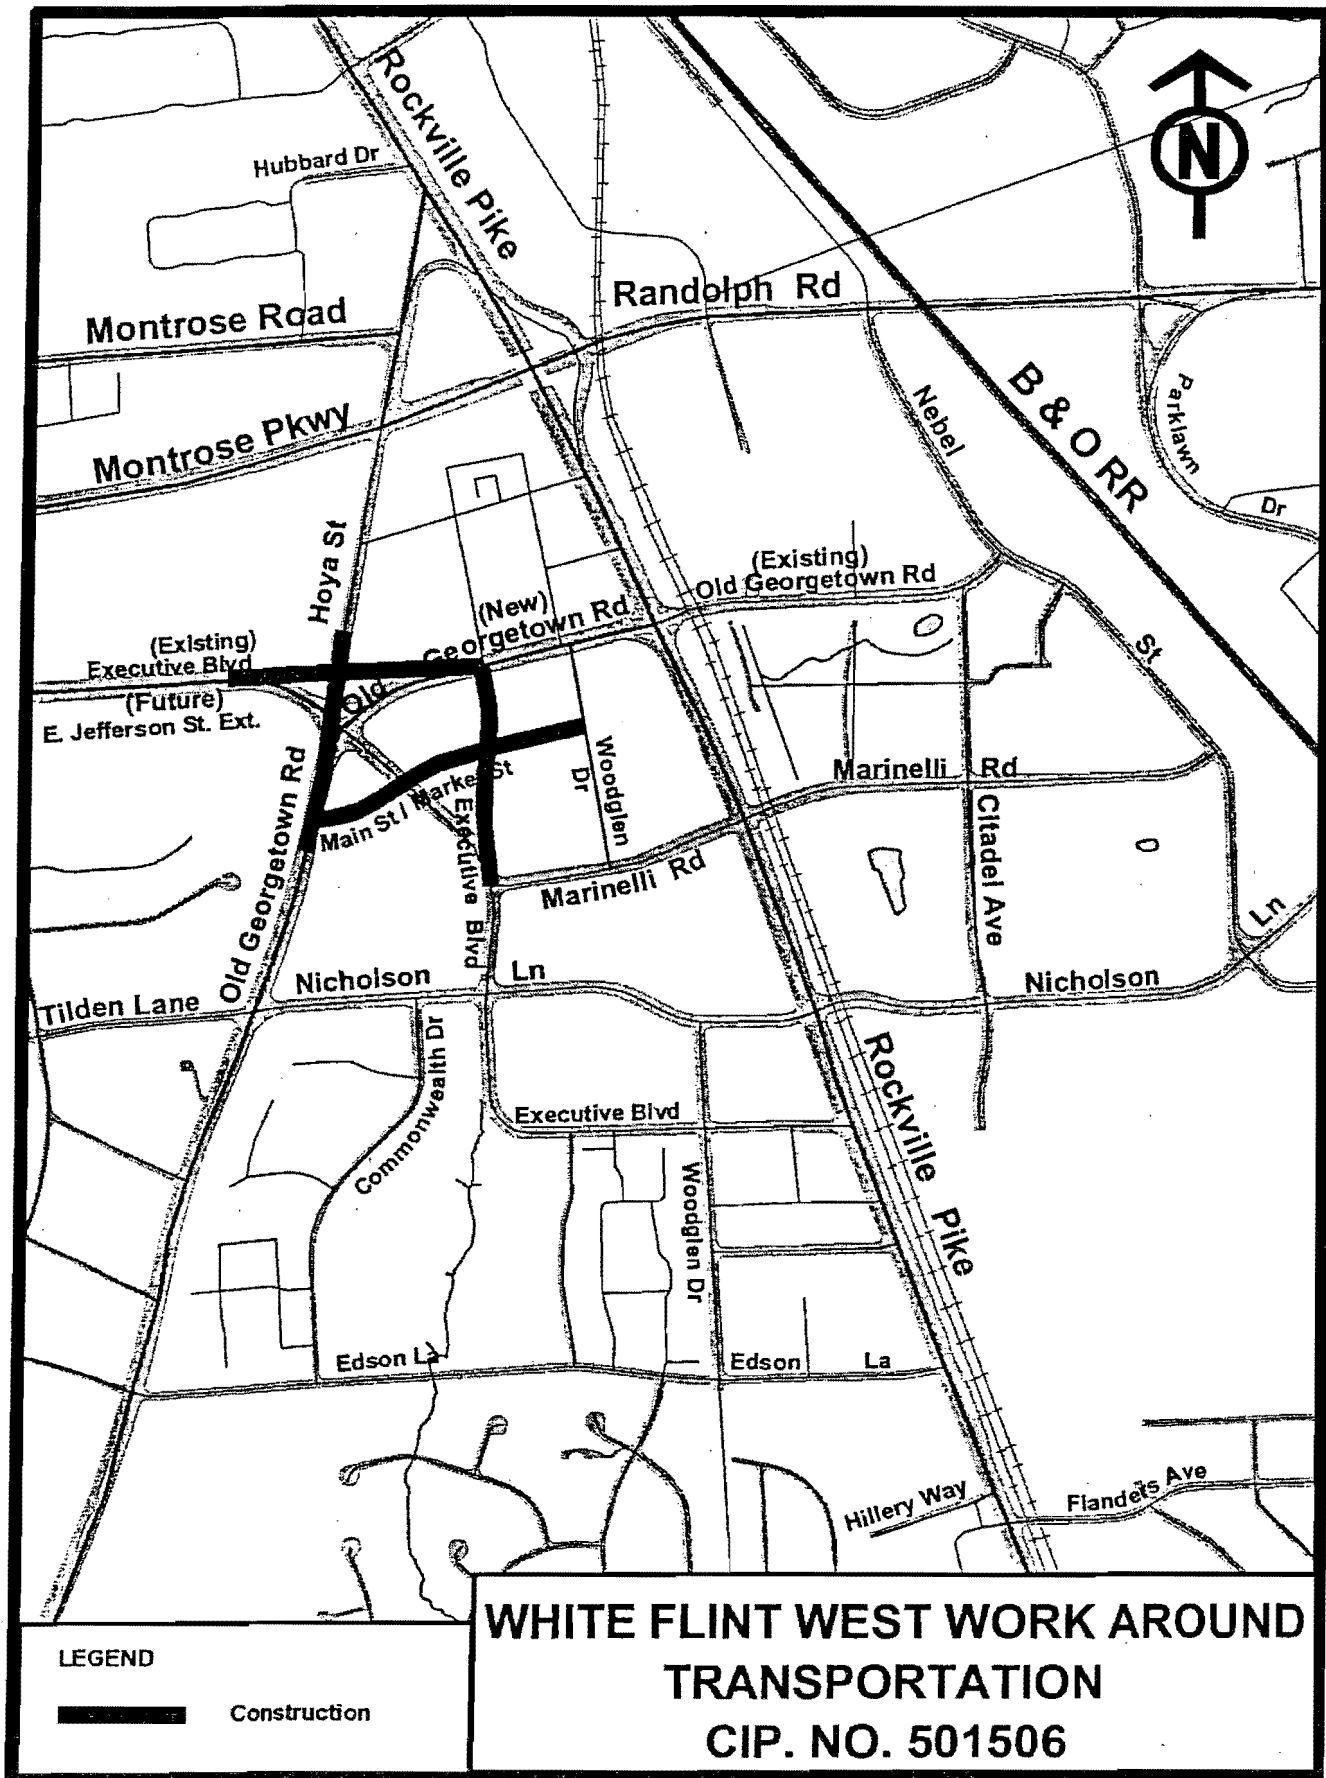 Rockville Pike
N
Hubbard Dr
Randolph Rd
Montrose Road
B & O RR
Parklawn
Dr
Nebel
St
Montrose Pkwy
Hoya St
(Existing)
Old Georgetown Rd
(New)
Old Georgetown Rd
(Existing)
Executive Blvd
(Future)
E. Jefferson St. Ext.
Main St / Market St
Woodglen
Dr
Marinelli Rd
Executive Blvd
Marinelli Rd
Citadel Ave
Old Georgetown Rd
Nicholson Ln
Nicholson
Ln
Tilden Lane
Commonwealth Dr
Executive Blvd
Rockville Pike
Woodglen Dr
Edson La
Edson La
Hillery Way
Flanders Ave
LEGEND
Construction
WHITE FLINT WEST WORK AROUND
TRANSPORTATION
CIP. NO. 501506